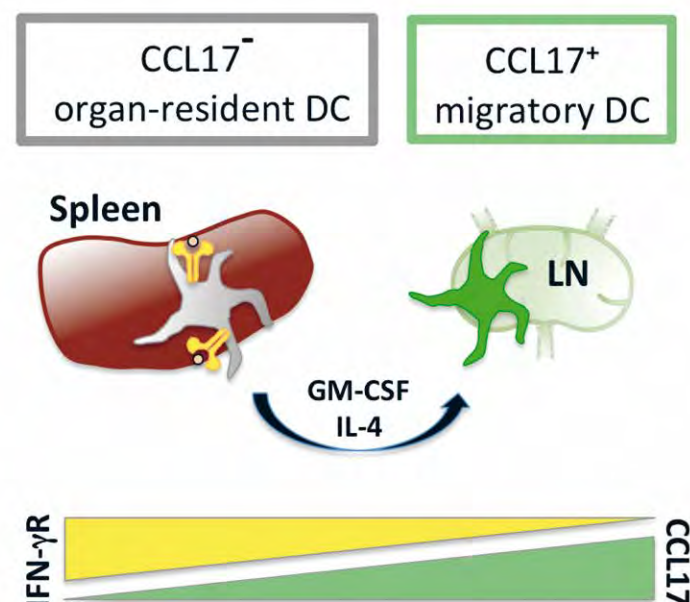 CCL17⁻
organ-resident DC
CCL17⁺
migratory DC
Spleen
LN
GM-CSF
IL-4
IFN-γR
CCL17